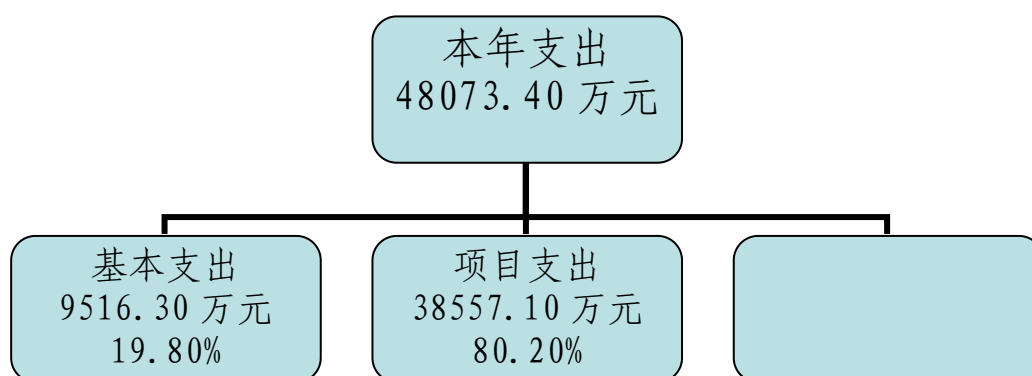 本年支出
48073.40 万元
基本支出
9516.30 万元
19.80%
项目支出
38557.10 万元
80.20%